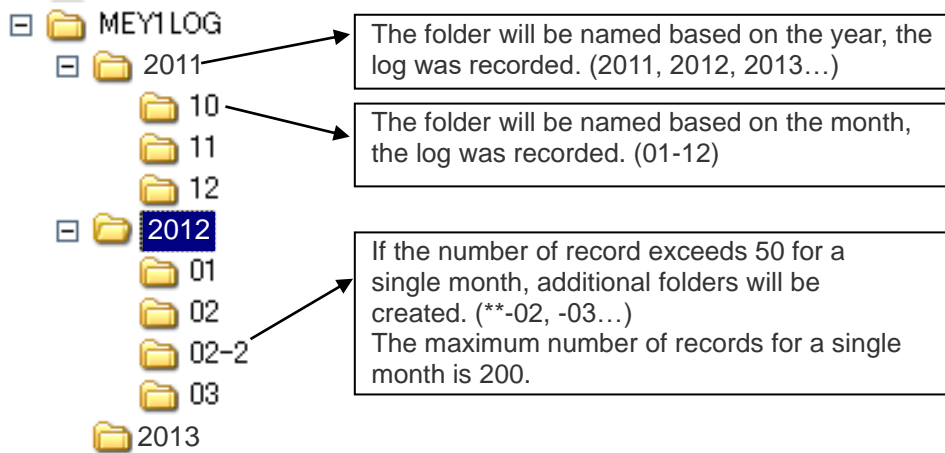 MEY1LOG
The folder will be named based on the year, the
log was recorded. (2011, 2012, 2013…)
2011
10
The folder will be named based on the month,
the log was recorded. (01-12)
11
12
2012
If the number of record exceeds 50 for a
single month, additional folders will be
created. (**-02, -03…)
The maximum number of records for a single
month is 200.
01
02
02-2
03
2013